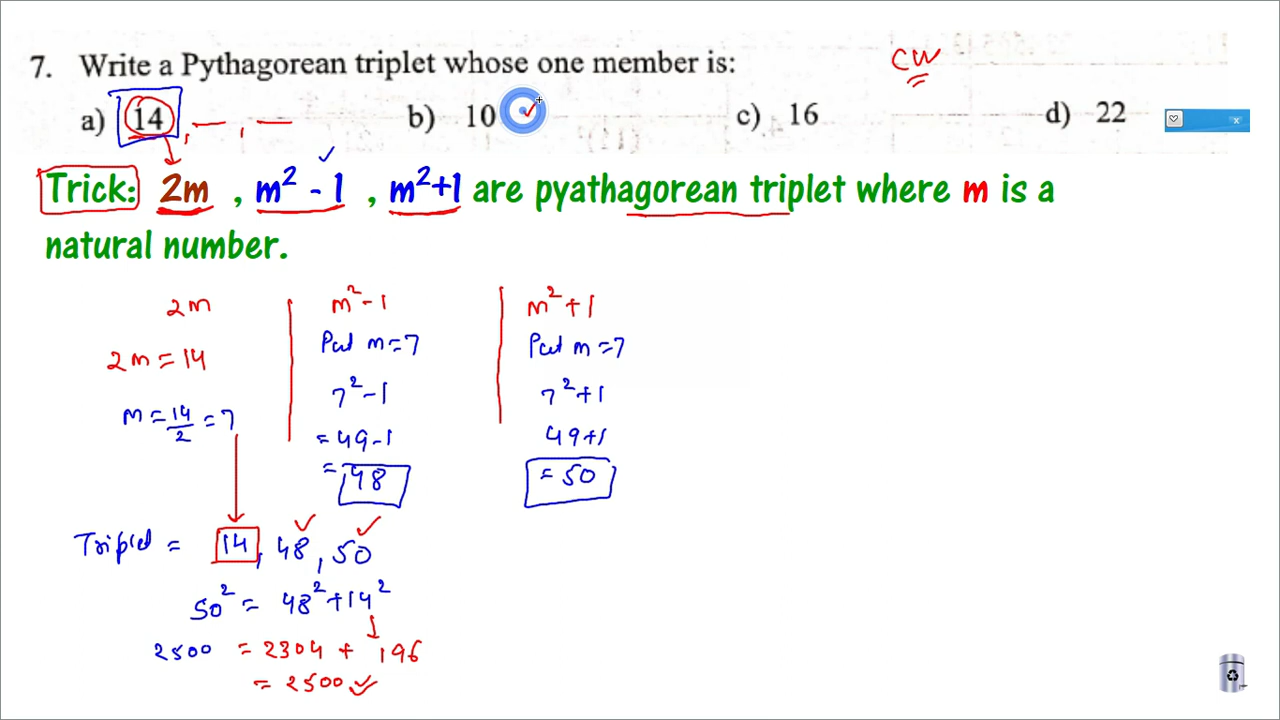 7. Write a Pythagorean triplet whose one member is:
CW
a) 14, __, __ b) 10 c) 16 d) 22
Trick: 2m , m² - 1 , m²+1 are pyathagorean triplet where m is a
natural number.
2m
2m = 14
m = 14/2 = 7
m² - 1
Put m = 7
7² - 1
= 49 - 1
= 48
m² + 1
Put m = 7
7² + 1
49 + 1
= 50
Triplet = 14, 48, 50
50² = 48² + 14²
2500 = 2304 + 196
= 2500